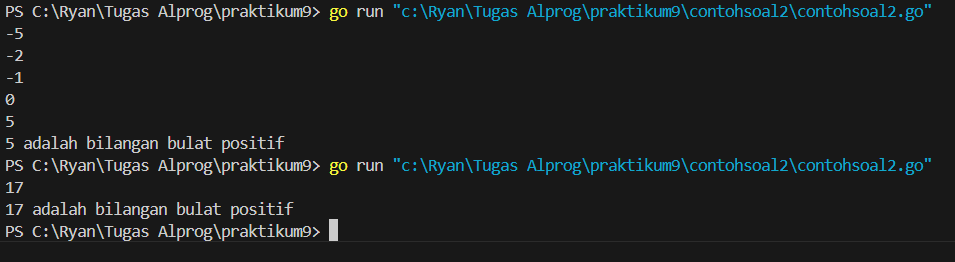 PS C:\Ryan\Tugas Alprog\praktikum9> go run "c:\Ryan\Tugas Alprog\praktikum9\contohsoal2\contohsoal2.go"
-5
-2
-1
0
5
5 adalah bilangan bulat positif
PS C:\Ryan\Tugas Alprog\praktikum9> go run "c:\Ryan\Tugas Alprog\praktikum9\contohsoal2\contohsoal2.go"
17
17 adalah bilangan bulat positif
PS C:\Ryan\Tugas Alprog\praktikum9>